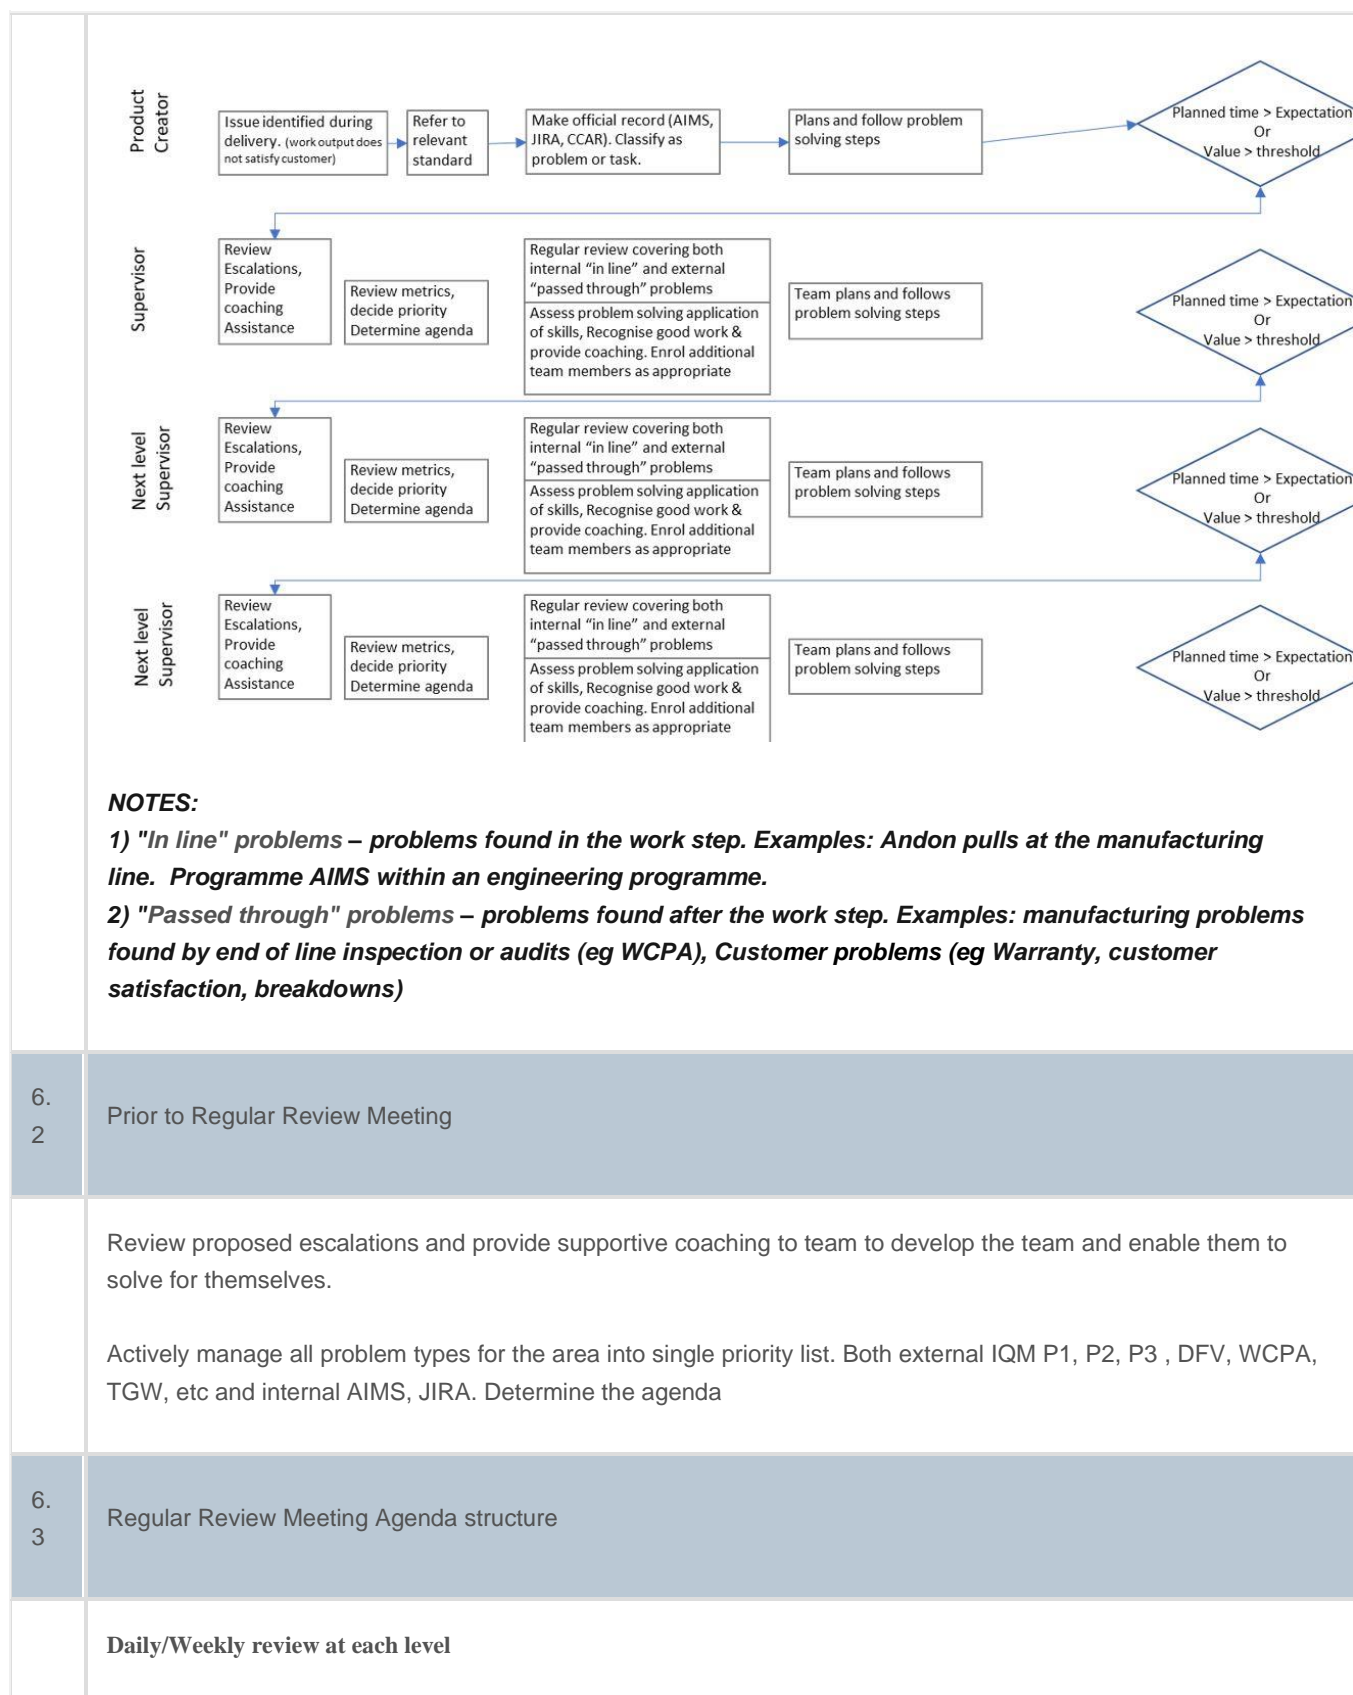 Product
Creator
Issue identified during
delivery. (work output does
not satisfy customer)
Refer to
relevant
standard
Make official record (AIMS,
JIRA, CCAR). Classify as
problem or task.
Plans and follow problem
solving steps
Planned time > Expectation
Or
Value > threshold
Supervisor
Review
Escalations,
Provide
coaching
Assistance
Review metrics,
decide priority
Determine agenda
Regular review covering both
internal “in line” and external
“passed through” problems
Assess problem solving application
of skills, Recognise good work &
provide coaching. Enrol additional
team members as appropriate
Team plans and follows
problem solving steps
Planned time > Expectation
Or
Value > threshold
Next level
Supervisor
Review
Escalations,
Provide
coaching
Assistance
Review metrics,
decide priority
Determine agenda
Regular review covering both
internal “in line” and external
“passed through” problems
Assess problem solving application
of skills, Recognise good work &
provide coaching. Enrol additional
team members as appropriate
Team plans and follows
problem solving steps
Planned time > Expectation
Or
Value > threshold
Next level
Supervisor
Review
Escalations,
Provide
coaching
Assistance
Review metrics,
decide priority
Determine agenda
Regular review covering both
internal “in line” and external
“passed through” problems
Assess problem solving application
of skills, Recognise good work &
provide coaching. Enrol additional
team members as appropriate
Team plans and follows
problem solving steps
Planned time > Expectation
Or
Value > threshold
NOTES:
1) "In line" problems – problems found in the work step. Examples: Andon pulls at the manufacturing
line.  Programme AIMS within an engineering programme.
2) "Passed through" problems – problems found after the work step. Examples: manufacturing problems
found by end of line inspection or audits (eg WCPA), Customer problems (eg Warranty, customer
satisfaction, breakdowns)
6.
2
Prior to Regular Review Meeting
Review proposed escalations and provide supportive coaching to team to develop the team and enable them to
solve for themselves.
Actively manage all problem types for the area into single priority list. Both external IQM P1, P2, P3 , DFV, WCPA,
TGW, etc and internal AIMS, JIRA. Determine the agenda
6.
3
Regular Review Meeting Agenda structure
Daily/Weekly review at each level